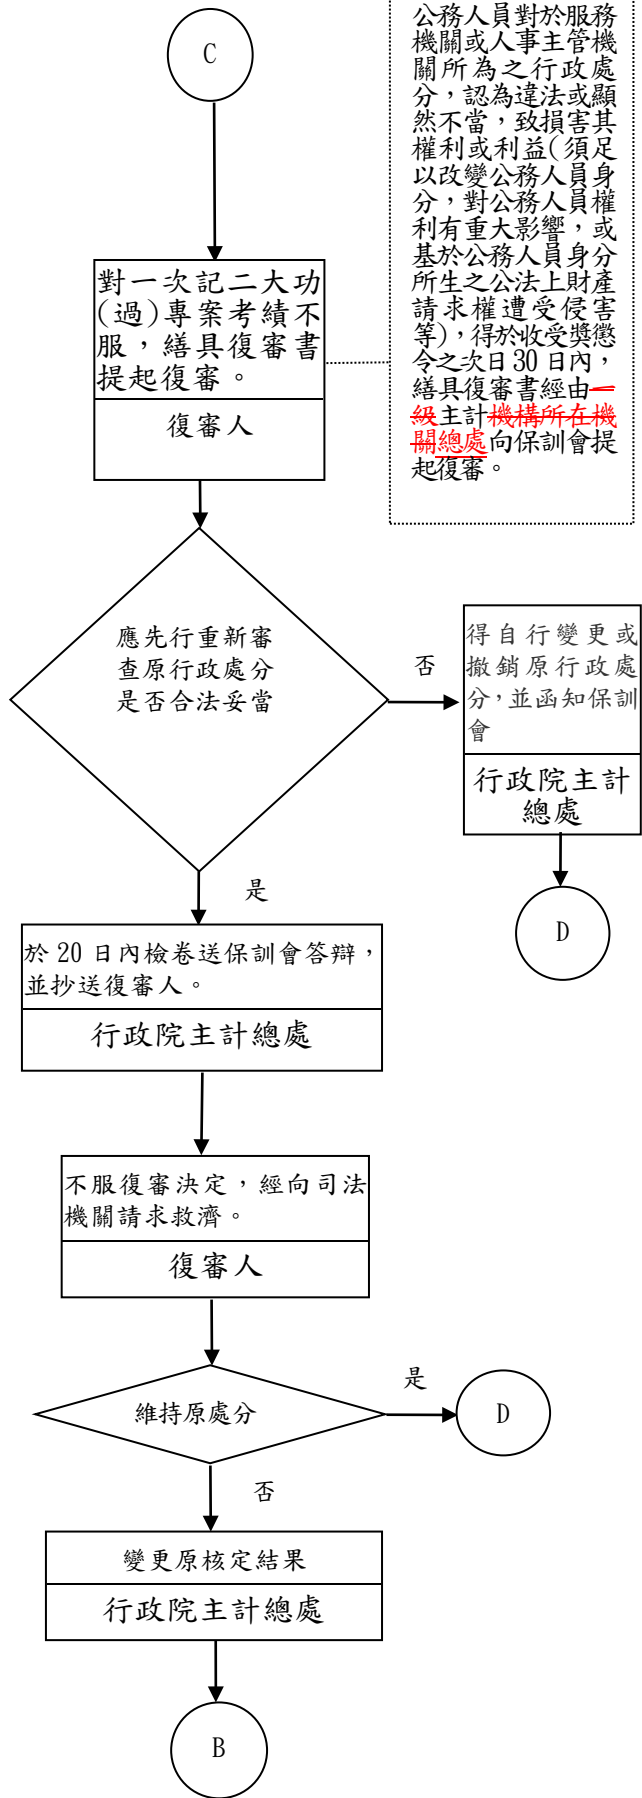 C
公務人員對於服務
機關或人事主管機
關所為之行政處
分，認為違法或顯
然不當，致損害其
權利或利益(須足
以改變公務人員身
分，對公務人員權
利有重大影響，或
基於公務人員身分
所生之公法上財產
請求權遭受侵害
等)，得於收受獎懲
令之次日30日內，
繕具復審書經由一
級主計機構所在機
關總處向保訓會提
起復審。
對一次記二大功
(過)專案考績不
服，繕具復審書
提起復審。
復審人
應先行重新審
查原行政處分
是否合法妥當
否
得自行變更或
撤銷原行政處
分，並函知保訓
會
行政院主計
總處
D
是
於20日內檢卷送保訓會答辯，
並抄送復審人。
行政院主計總處
不服復審決定，經向司法
機關請求救濟。
復審人
維持原處分
是
D
否
變更原核定結果
行政院主計總處
B